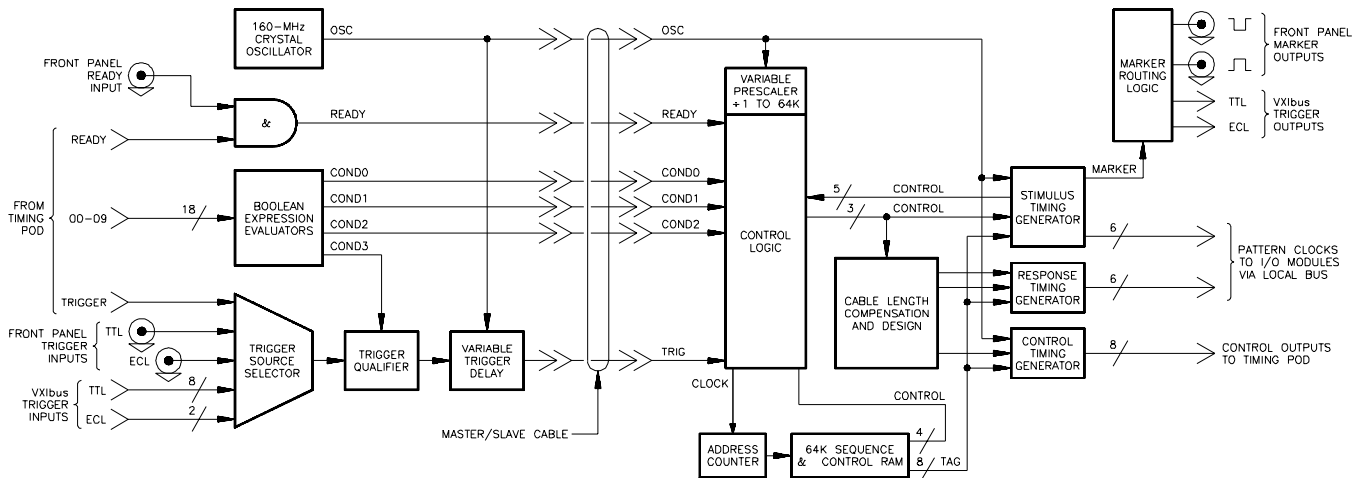 160-MHz
CRYSTAL
OSCILLATOR
OSC
OSC
FRONT PANEL
READY
INPUT
&
READY
READY
READY
FROM
TIMING
POD
00-09
18
BOOLEAN
EXPRESSION
EVALUATORS
COND0
COND1
COND2
COND3
COND0
COND1
COND2
TRIGGER
FRONT PANEL
TRIGGER
INPUTS
TTL
ECL
VXIbus
TRIGGER
INPUTS
TTL
8
ECL
2
TRIGGER
SOURCE
SELECTOR
TRIGGER
QUALIFIER
VARIABLE
TRIGGER
DELAY
TRIG
MASTER/SLAVE CABLE
VARIABLE
PRESCALER
÷1 TO 64K
CONTROL
LOGIC
CLOCK
CONTROL
ADDRESS
COUNTER
64K SEQUENCE
& CONTROL RAM
4
8
TAG
5
CONTROL
3
CONTROL
CABLE LENGTH
COMPENSATION
AND DESIGN
STIMULUS
TIMING
GENERATOR
RESPONSE
TIMING
GENERATOR
CONTROL
TIMING
GENERATOR
MARKER
MARKER
ROUTING
LOGIC
FRONT PANEL
MARKER
OUTPUTS
TTL
ECL
VXIbus
TRIGGER
OUTPUTS
6
6
PATTERN CLOCKS
TO I/O MODULES
VIA LOCAL BUS
8
CONTROL OUTPUTS
TO TIMING POD